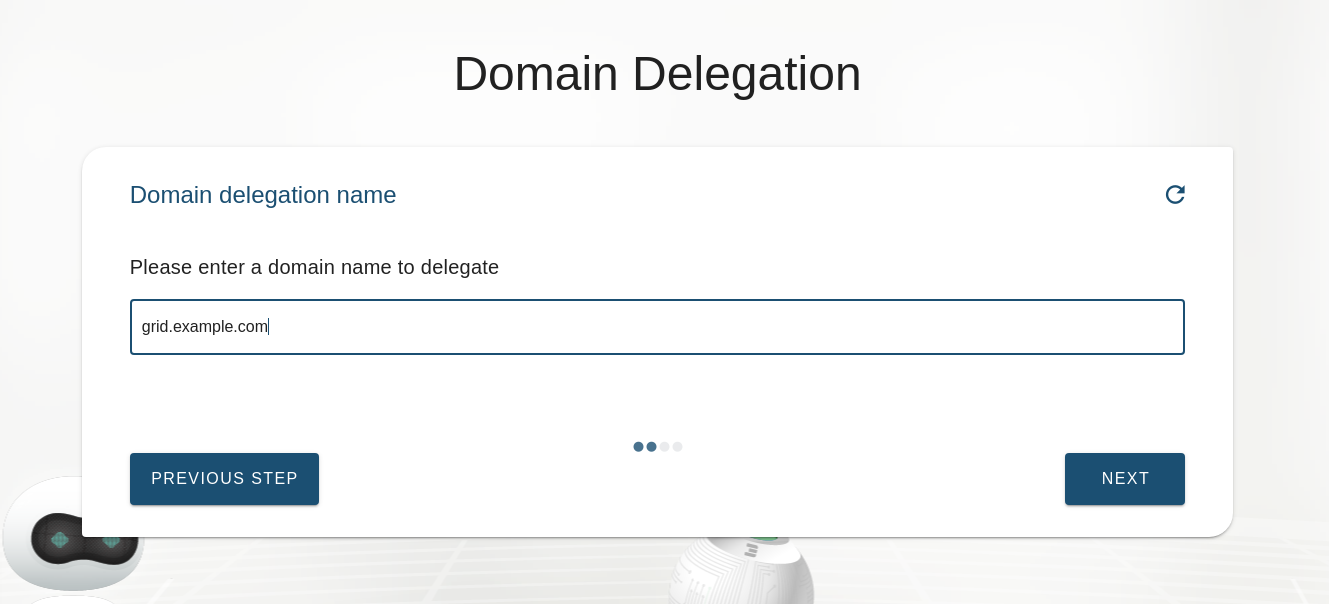 Domain Delegation
Domain delegation name
Please enter a domain name to delegate
grid.example.com
PREVIOUS STEP
NEXT